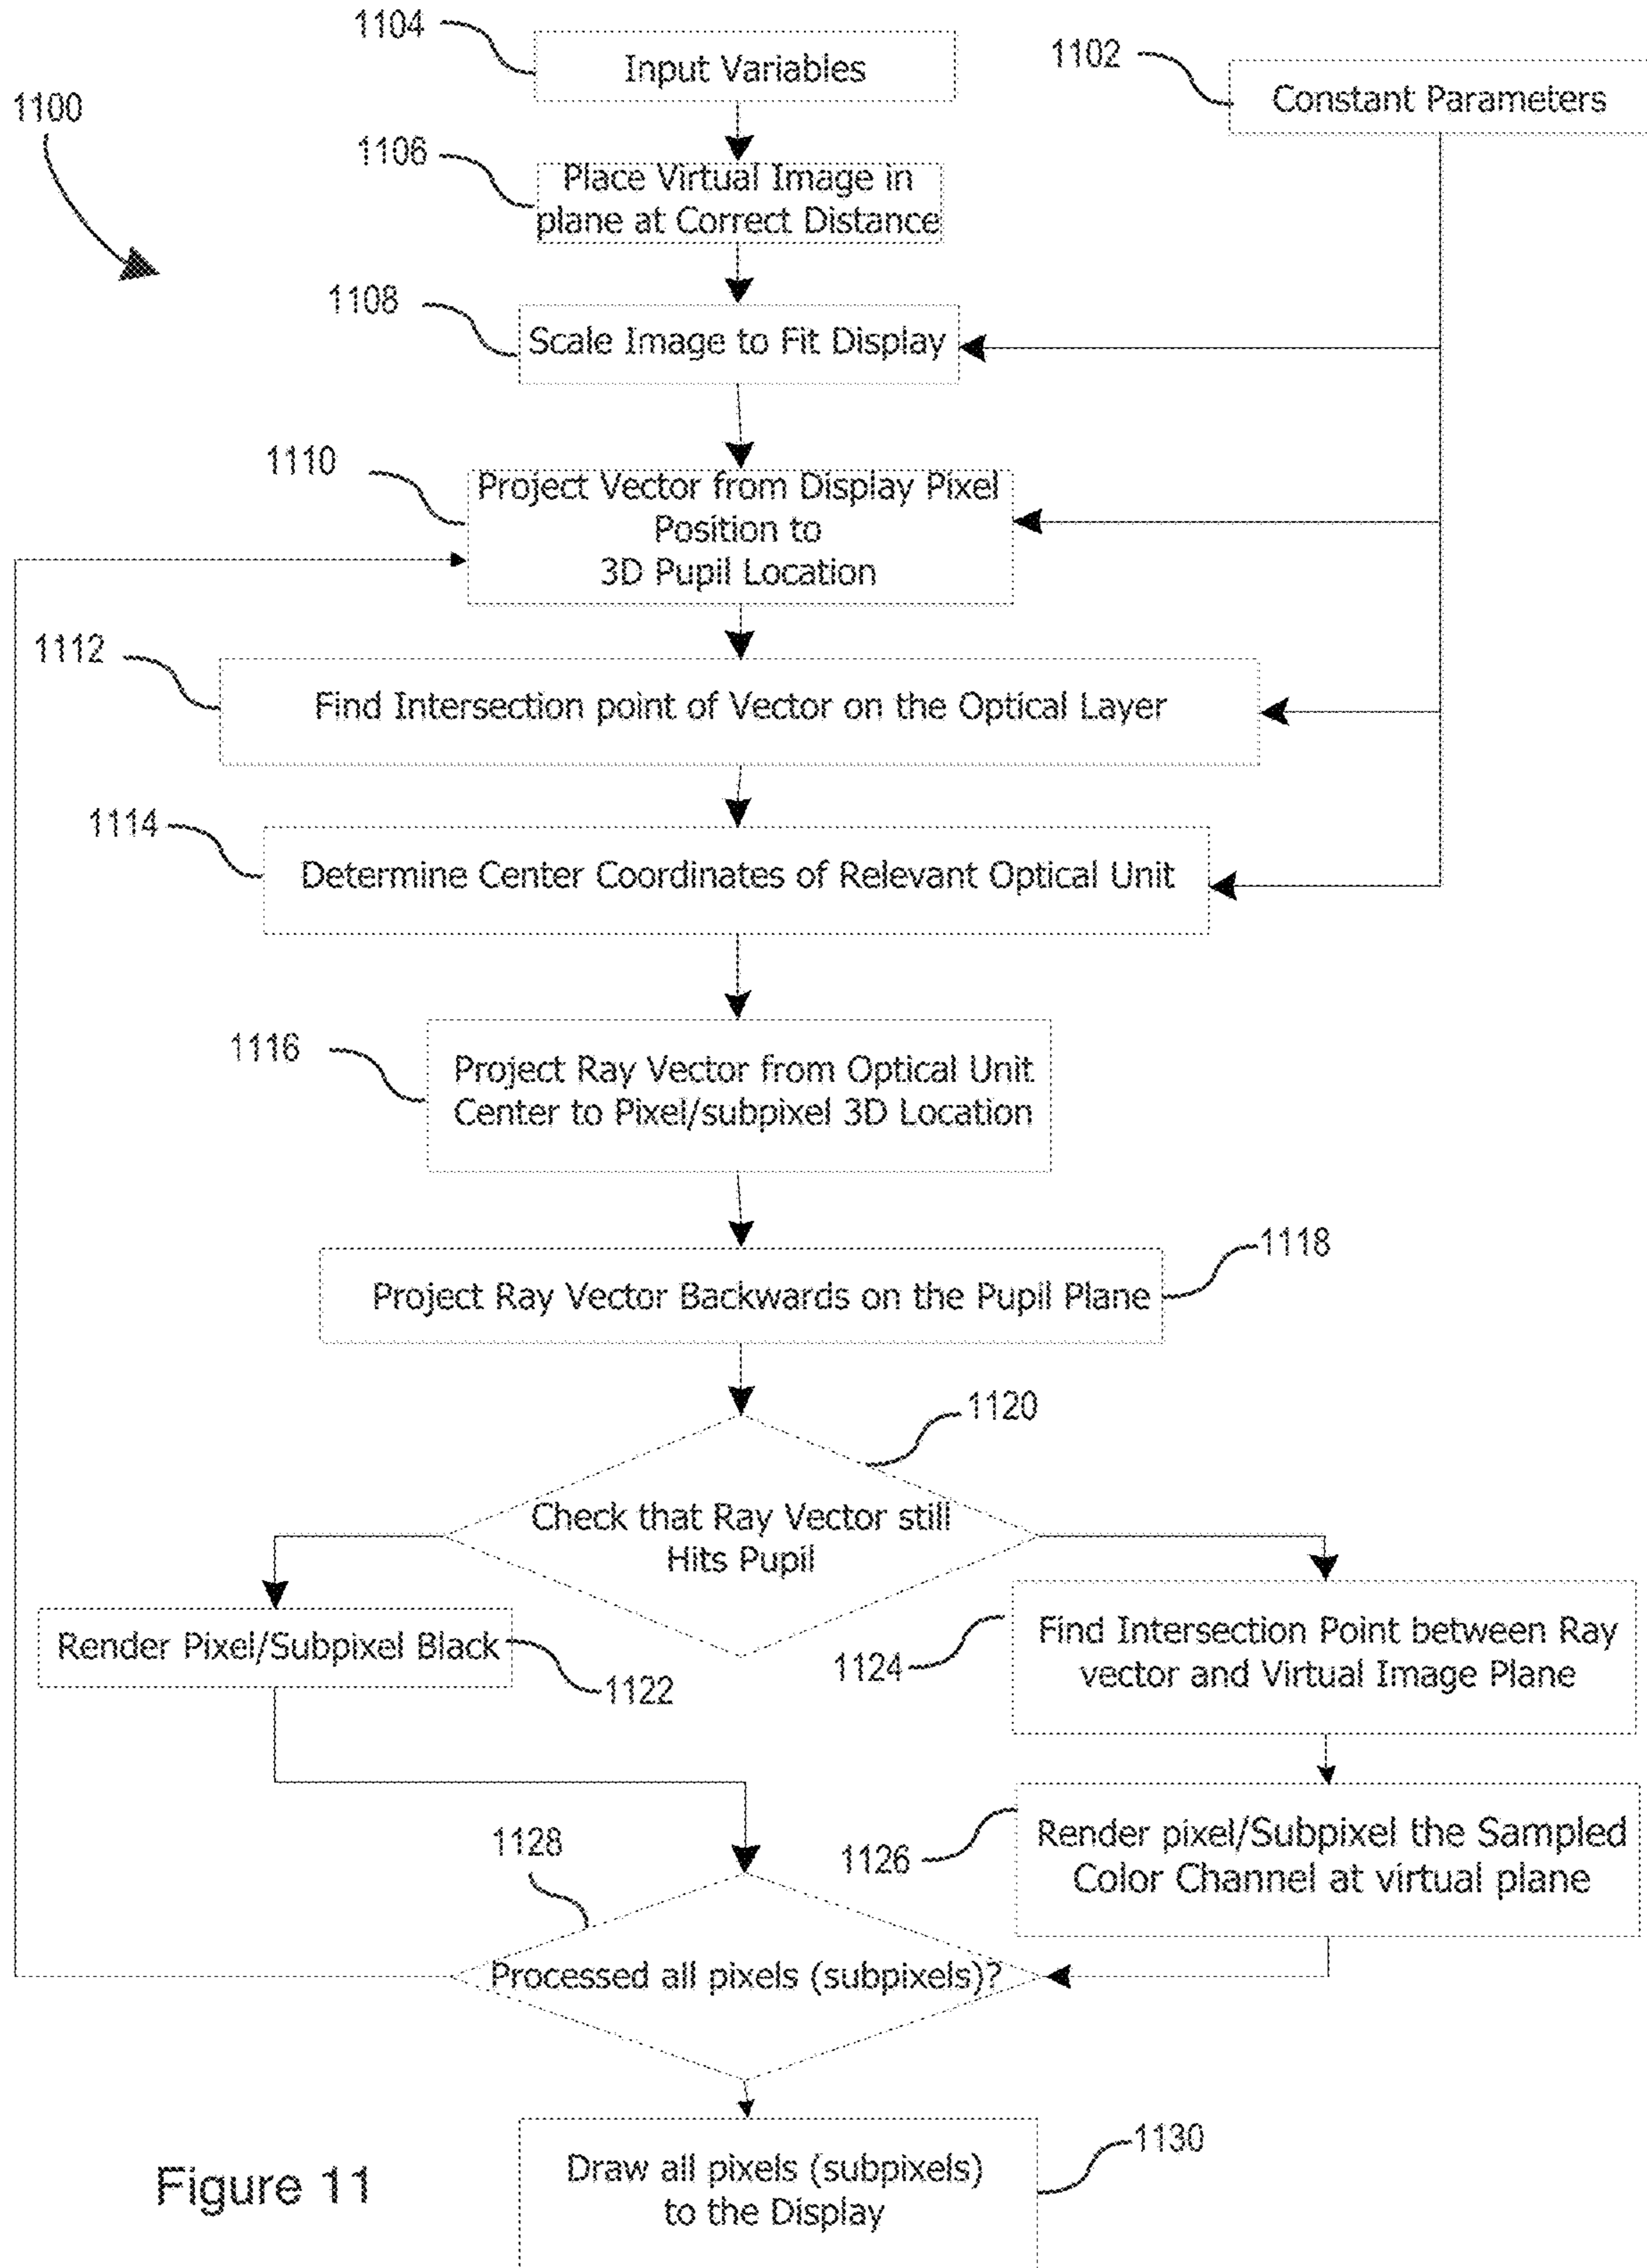 1104
Input Variables
1102
Constant Parameters
1100
1106
Place Virtual Image in
plane at Correct Distance
1108
Scale Image to Fit Display
1110
Project Vector from Display Pixel
Position to
3D Pupil Location
1112
Find Intersection point of Vector on the Optical Layer
1114
Determine Center Coordinates of Relevant Optical Unit
1116
Project Ray Vector from Optical Unit
Center to Pixel/subpixel 3D Location
1118
Project Ray Vector Backwards on the Pupil Plane
1120
Check that Ray Vector still
Hits Pupil
Render Pixel/Subpixel Black
1122
1124
Find Intersection Point between Ray
vector and Virtual Image Plane
1126
Render pixel/Subpixel the Sampled
Color Channel at virtual plane
1128
Processed all pixels (subpixels)?
1130
Draw all pixels (subpixels)
to the Display
Figure 11